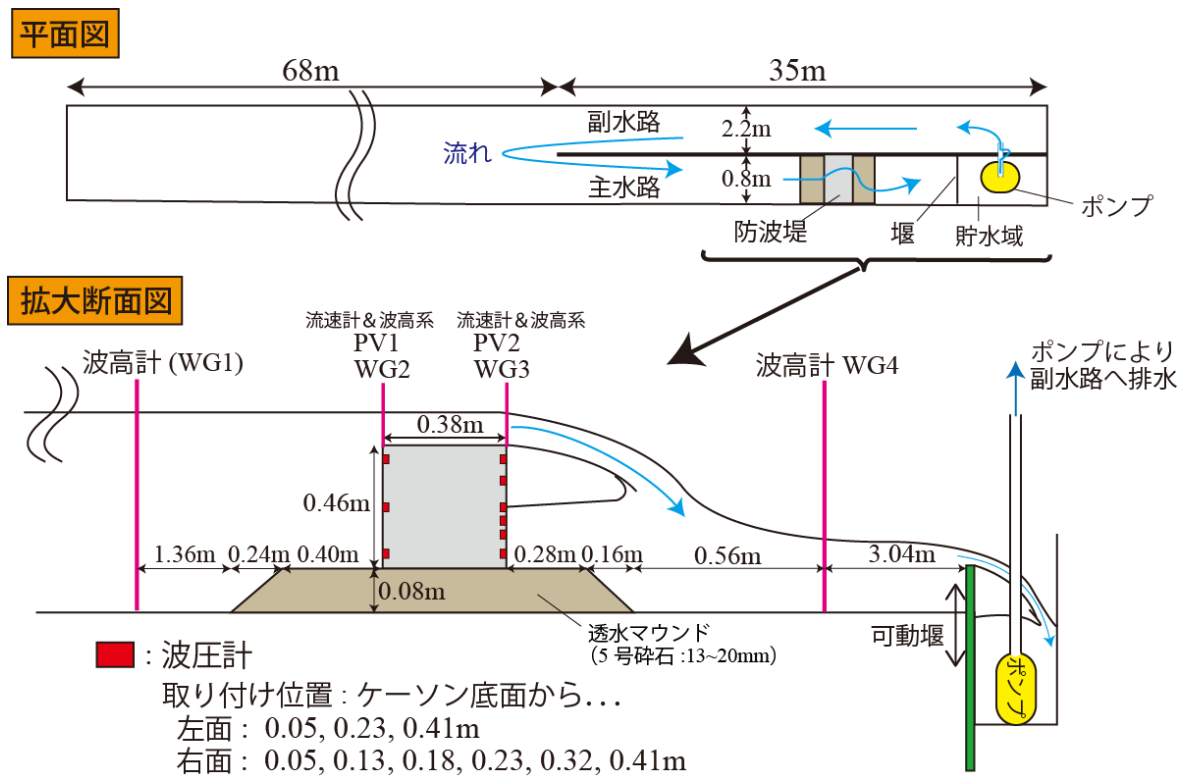 平面図
68m
35m
副水路
2.2m
流れ
主水路
0.8m
ポンプ
防波堤
堰
貯水域
拡大断面図
流速計＆波高系
PV1
WG2
流速計＆波高系
PV2
WG3
波高計 (WG1)
波高計 WG4
ポンプにより
副水路へ排水
0.38m
0.46m
1.36m
0.24m
0.40m
0.28m
0.16m
0.56m
3.04m
0.08m
透水マウンド
（5 号砕石 :13~20mm）
可動堰
ポンプ
: 波圧計
取り付け位置 : ケーソン底面から...
左面 : 0.05, 0.23, 0.41m
右面 : 0.05, 0.13, 0.18, 0.23, 0.32, 0.41m